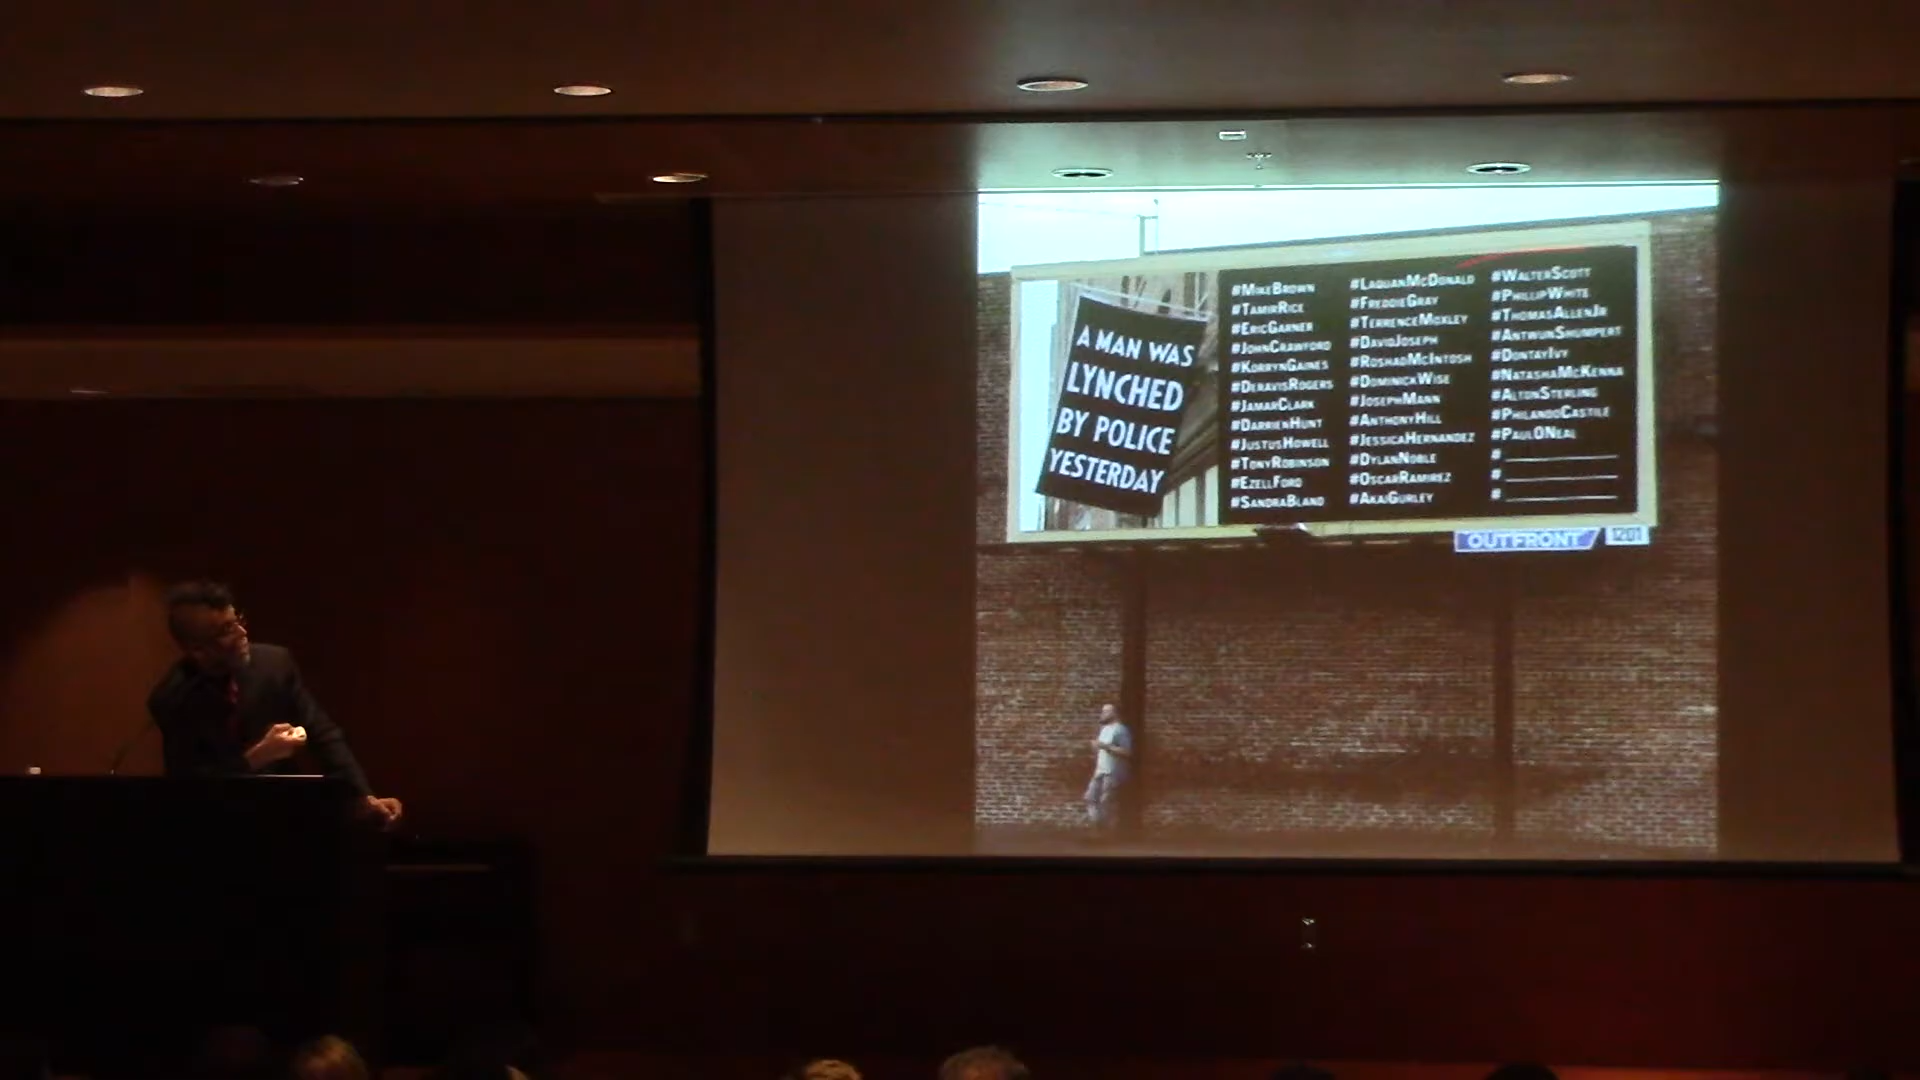 A MAN WAS
LYNCHED
BY POLICE
YESTERDAY
#MIKEBROWN
#TAMIRRICE
#ERICGARNER
#JOHNCRAWFORD
#KORRYNGAINES
#DERAVISROGERS
#JAMARCLARK
#DARRIENHUNT
#JUSTUSHOWELL
#TONYROBINSON
#EZELLFORD
#SANDRABLAND
#LAQUANMCDONALD
#FREDDIEGRAY
#TERRENCEMOXLEY
#DAVIDJOSEPH
#ROSHADMCINTOSH
#DOMINICKWISE
#JOSEPHMANN
#ANTHONYHILL
#JESSICAHERNANDEZ
#DYLANNOBLE
#OSCARRAMIREZ
#AKAIGURLEY
#WALTERSCOTT
#PHILLIPWHITE
#THOMASALLENJR
#ANTWUNSHUMPERT
#DONTAYIVY
#NATASHAMCKENNA
#ALTONSTERLING
#PHILANDOCASTILE
#PAULONEAL
#
#
#
OUTFRONT